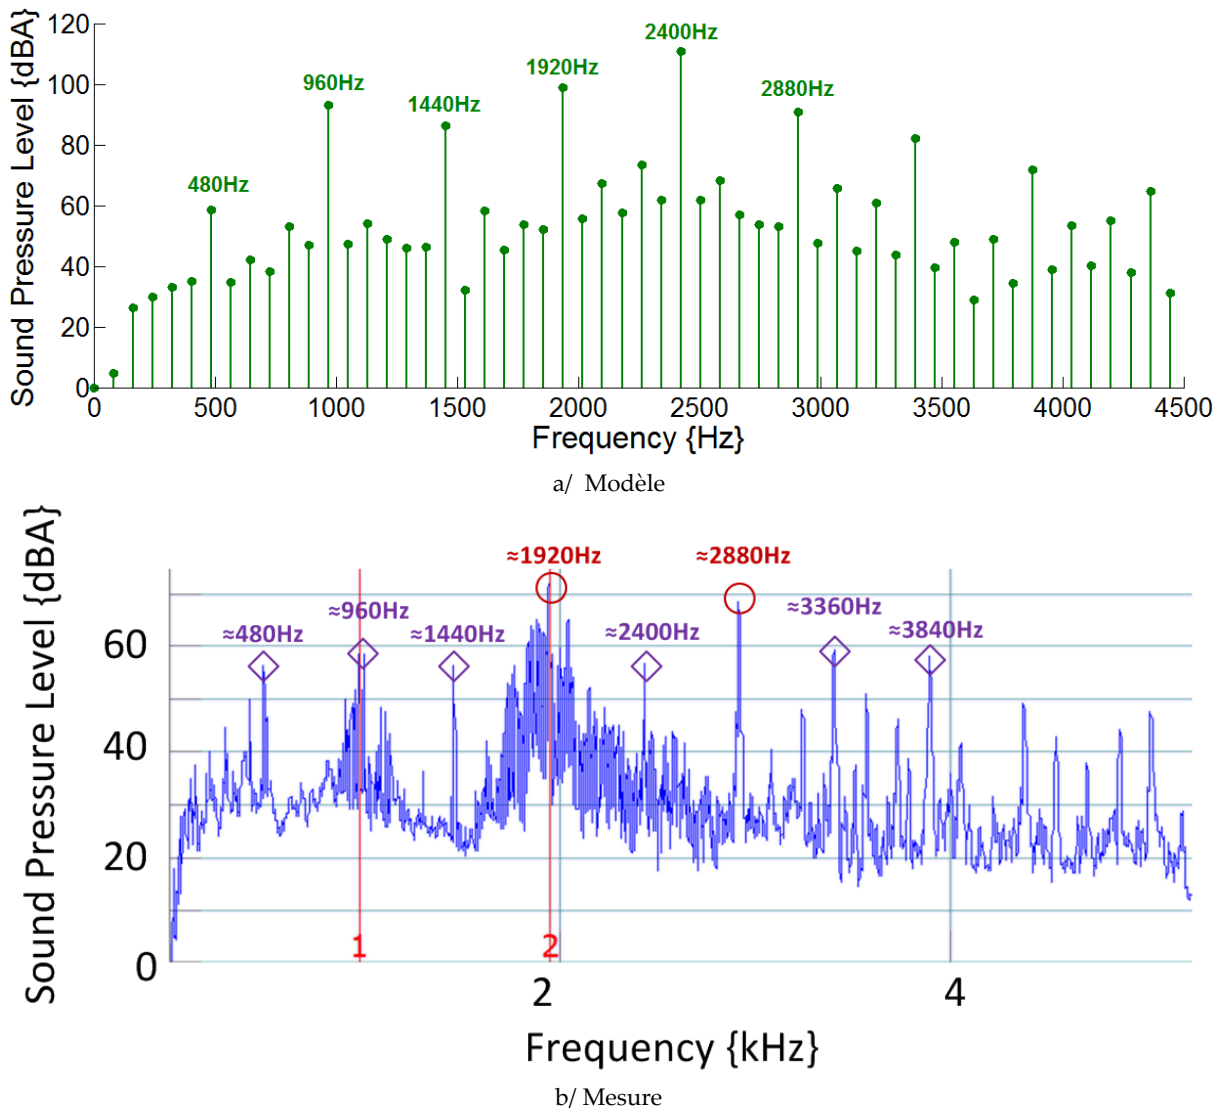 Sound Pressure Level {dBA}
120
100
80
60
40
20
0
480Hz
960Hz
1440Hz
1920Hz
2400Hz
2880Hz
0 500 1000 1500 2000 2500 3000 3500 4000 4500
Frequency {Hz}
a/ Modèle
Sound Pressure Level {dBA}
60
40
20
0
≈480Hz
≈960Hz
≈1440Hz
≈1920Hz
≈2400Hz
≈2880Hz
≈3360Hz
≈3840Hz
1 2
2 4
Frequency {kHz}
b/ Mesure